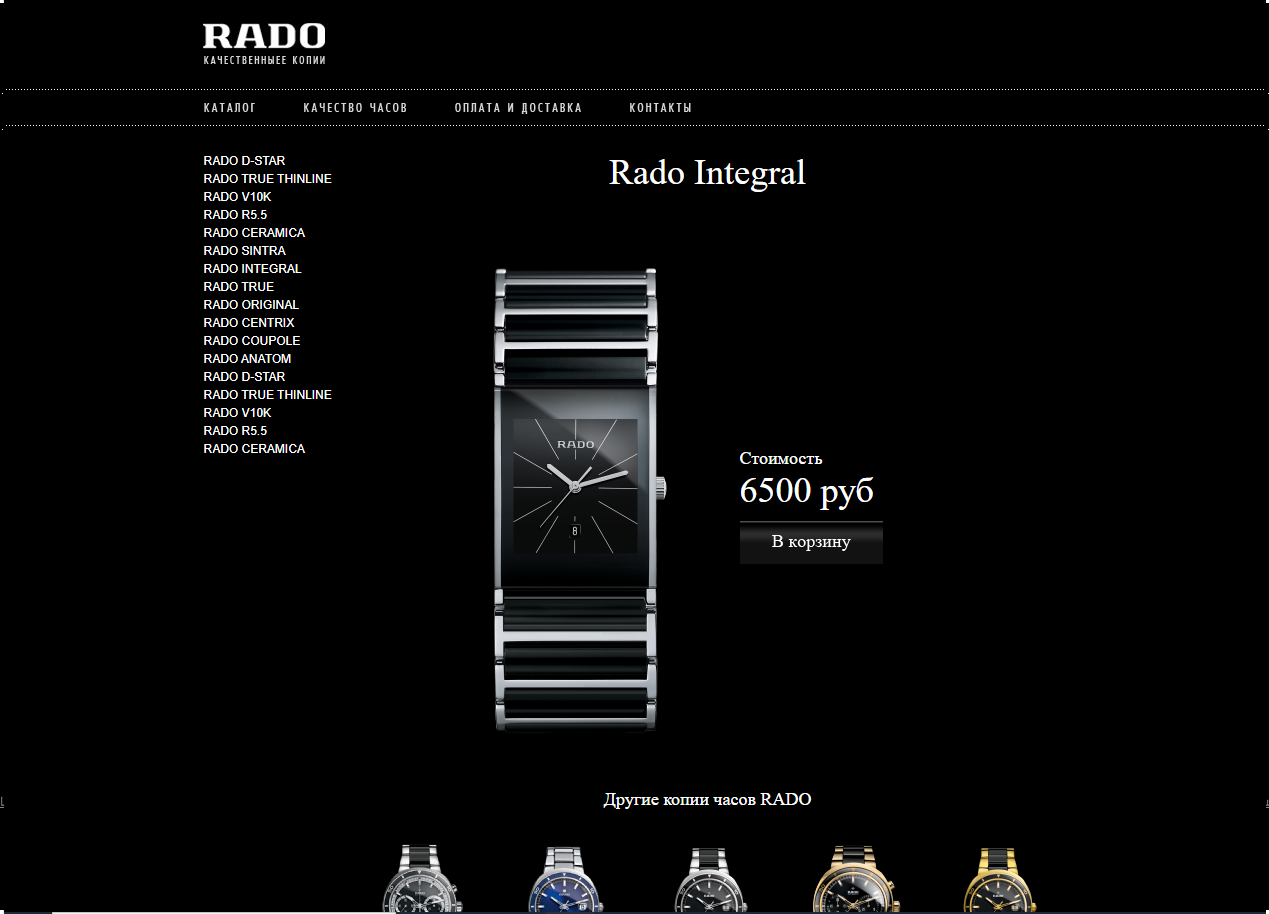 RADO
КАЧЕСТВЕННЫЕЕ КОПИИ
КАТАЛОГ КАЧЕСТВО ЧАСОВ ОПЛАТА И ДОСТАВКА КОНТАКТЫ
RADO D-STAR
RADO TRUE THINLINE
RADO V10K
RADO R5.5
RADO CERAMICA
RADO SINTRA
RADO INTEGRAL
RADO TRUE
RADO ORIGINAL
RADO CENTRIX
RADO COUPOLE
RADO ANATOM
RADO D-STAR
RADO TRUE THINLINE
RADO V10K
RADO R5.5
RADO CERAMICA
Rado Integral
RADO
8
Стоимость
6500 руб
В корзину
Другие копии часов RADO